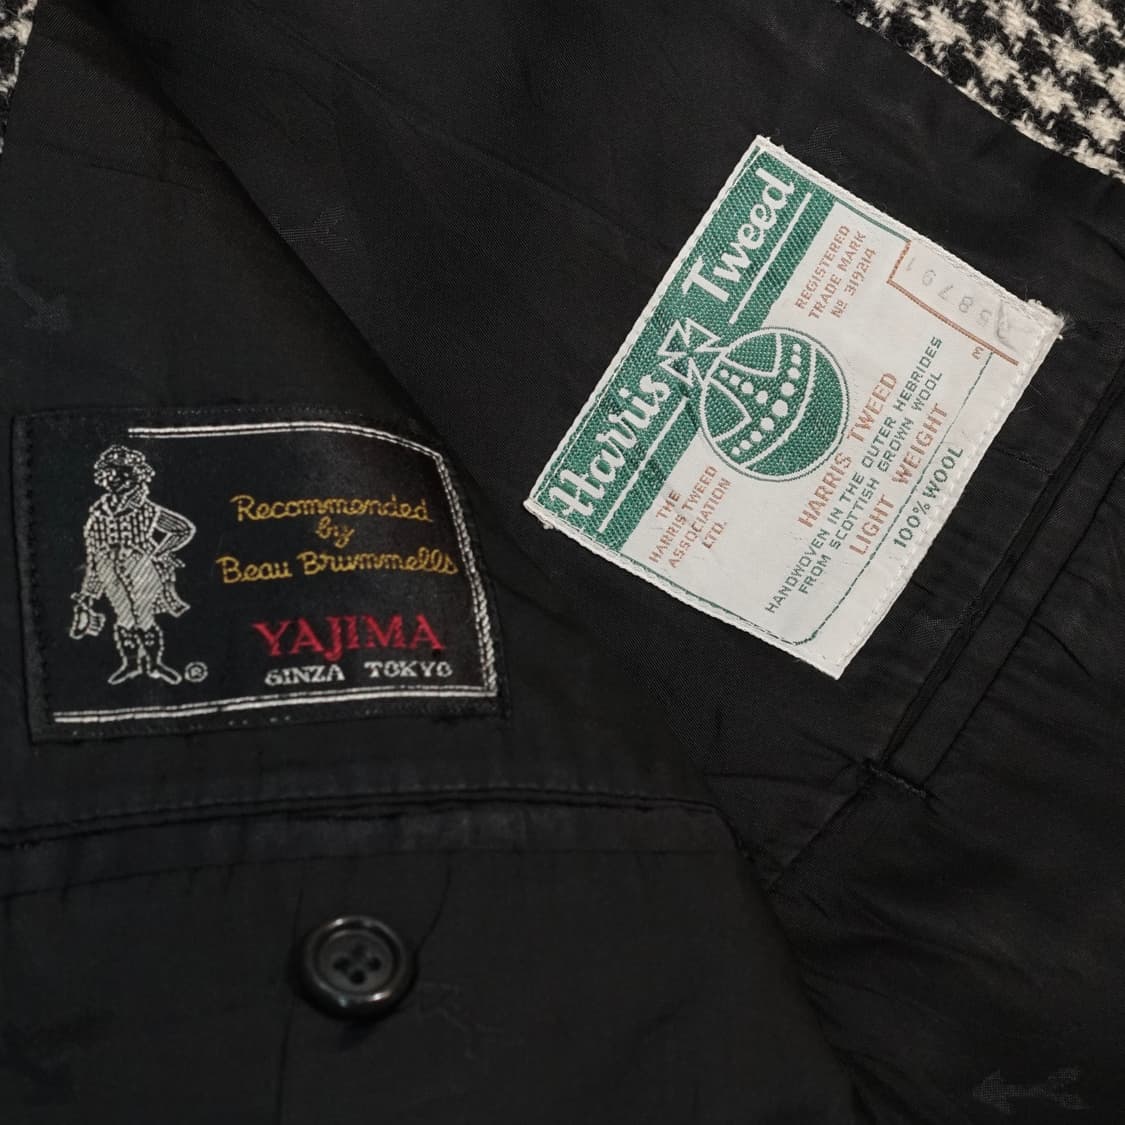 Recommended
by
Beau Brummells
YAJIMA
GINZA TOKYO
®
Harris Tweed
REGISTERED
TRADE MARK
№ 319214
THE
HARRIS TWEED
ASSOCIATION
LTD.
HARRIS TWEED
HANDWOVEN IN THE OUTER HEBRIDES
FROM SCOTTISH GROWN WOOL
LIGHT WEIGHT
100% WOOL